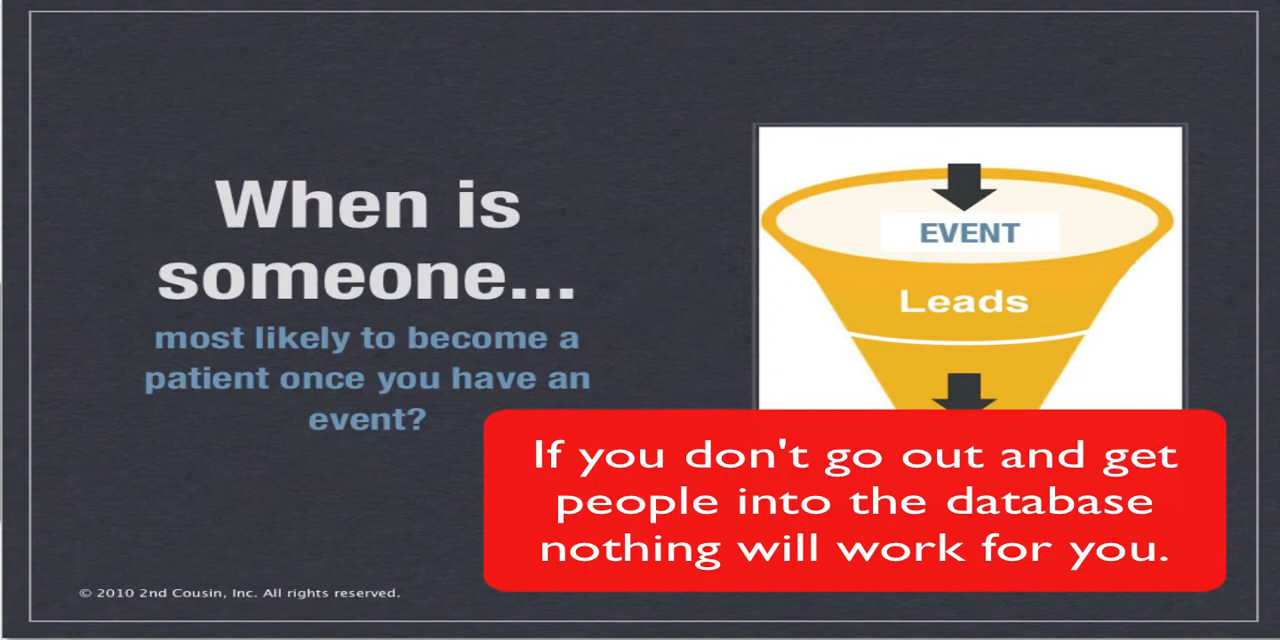 When is
someone...
most likely to become a
patient once you have an
event?
EVENT
Leads
If you don't go out and get
people into the database
nothing will work for you.
© 2010 2nd Cousin, Inc. All rights reserved.